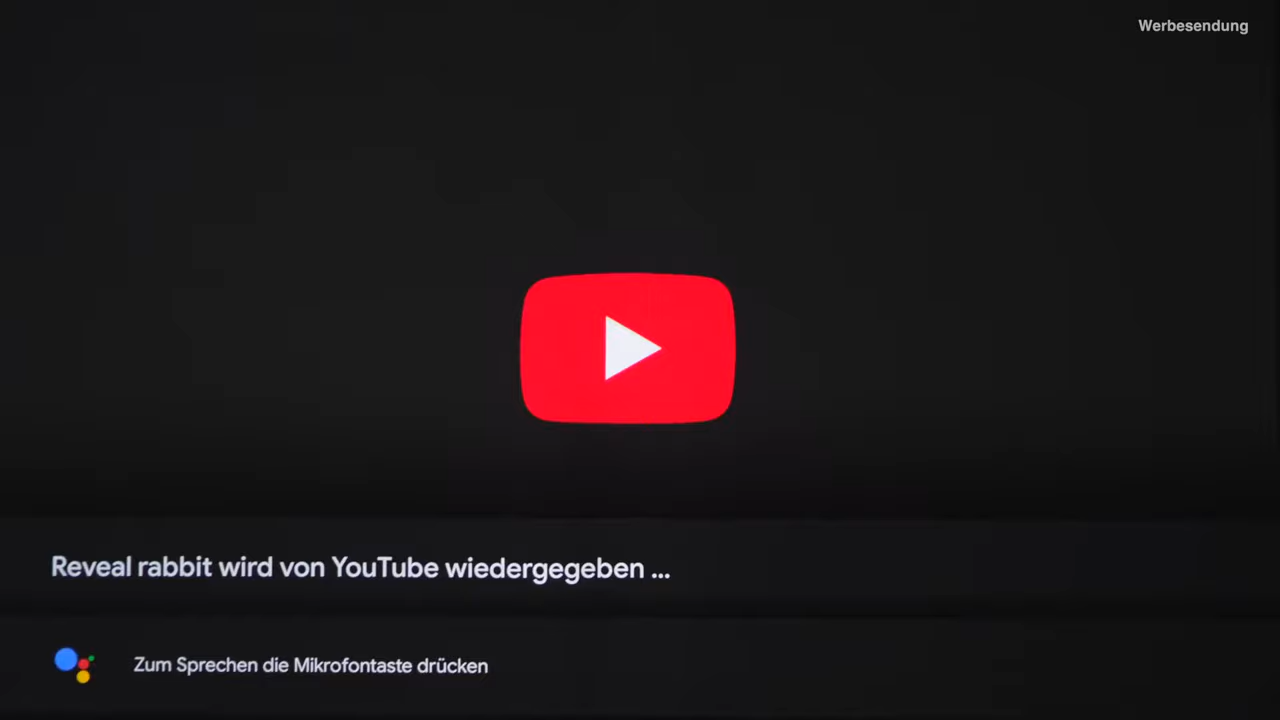 Werbesendung
Reveal rabbit wird von YouTube wiedergegeben ...
Zum Sprechen die Mikrofontaste drücken